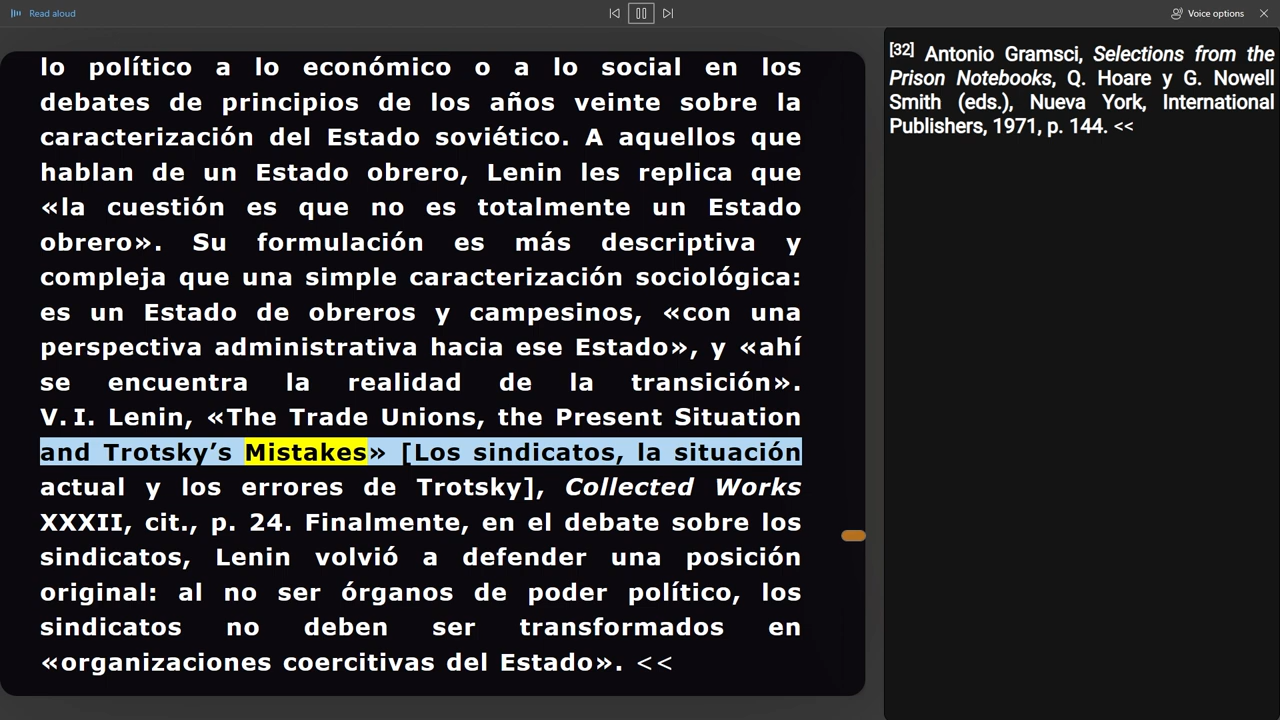 Read aloud
Voice options
lo político a lo económico o a lo social en los
debates de principios de los años veinte sobre la
caracterización del Estado soviético. A aquellos que
hablan de un Estado obrero, Lenin les replica que
«la cuestión es que no es totalmente un Estado
obrero». Su formulación es más descriptiva y
compleja que una simple caracterización sociológica:
es un Estado de obreros y campesinos, «con una
perspectiva administrativa hacia ese Estado», y «ahí
se encuentra la realidad de la transición».
V. I. Lenin, «The Trade Unions, the Present Situation
and Trotsky’s Mistakes» [Los sindicatos, la situación
actual y los errores de Trotsky], Collected Works
XXXII, cit., p. 24. Finalmente, en el debate sobre los
sindicatos, Lenin volvió a defender una posición
original: al no ser órganos de poder político, los
sindicatos no deben ser transformados en
«organizaciones coercitivas del Estado». <<
[32] Antonio Gramsci, Selections from the
Prison Notebooks, Q. Hoare y G. Nowell
Smith (eds.), Nueva York, International
Publishers, 1971, p. 144. <<